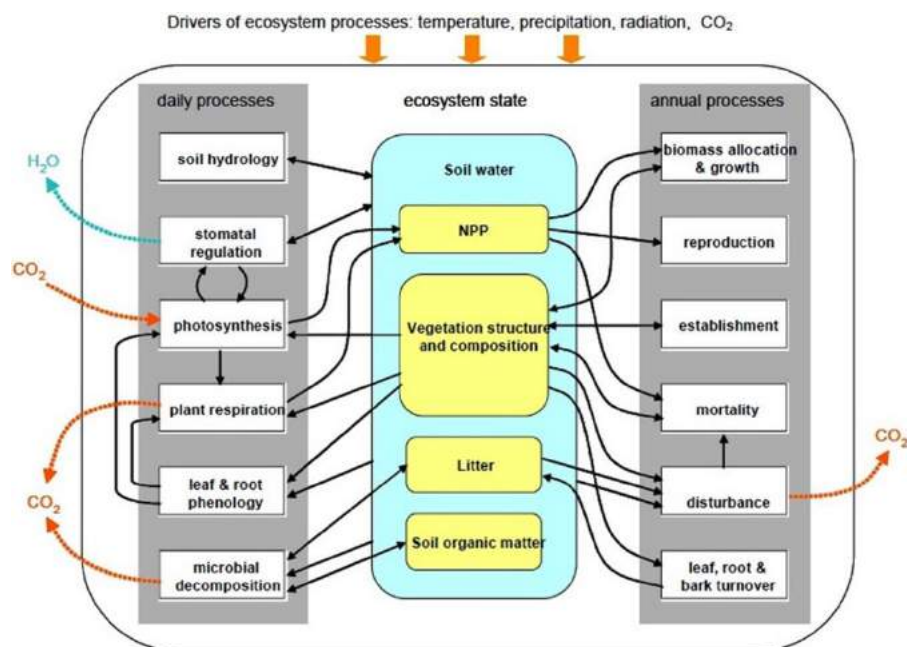 Drivers of ecosystem processes: temperature, precipitation, radiation, CO₂
daily processes
ecosystem state
annual processes
soil hydrology
H₂O
stomatal
regulation
CO₂
photosynthesis
plant respiration
CO₂
leaf & root
phenology
microbial
decomposition
Soil water
NPP
Vegetation structure
and composition
Litter
Soil organic matter
biomass allocation
& growth
reproduction
establishment
mortality
CO₂
disturbance
leaf, root &
bark turnover